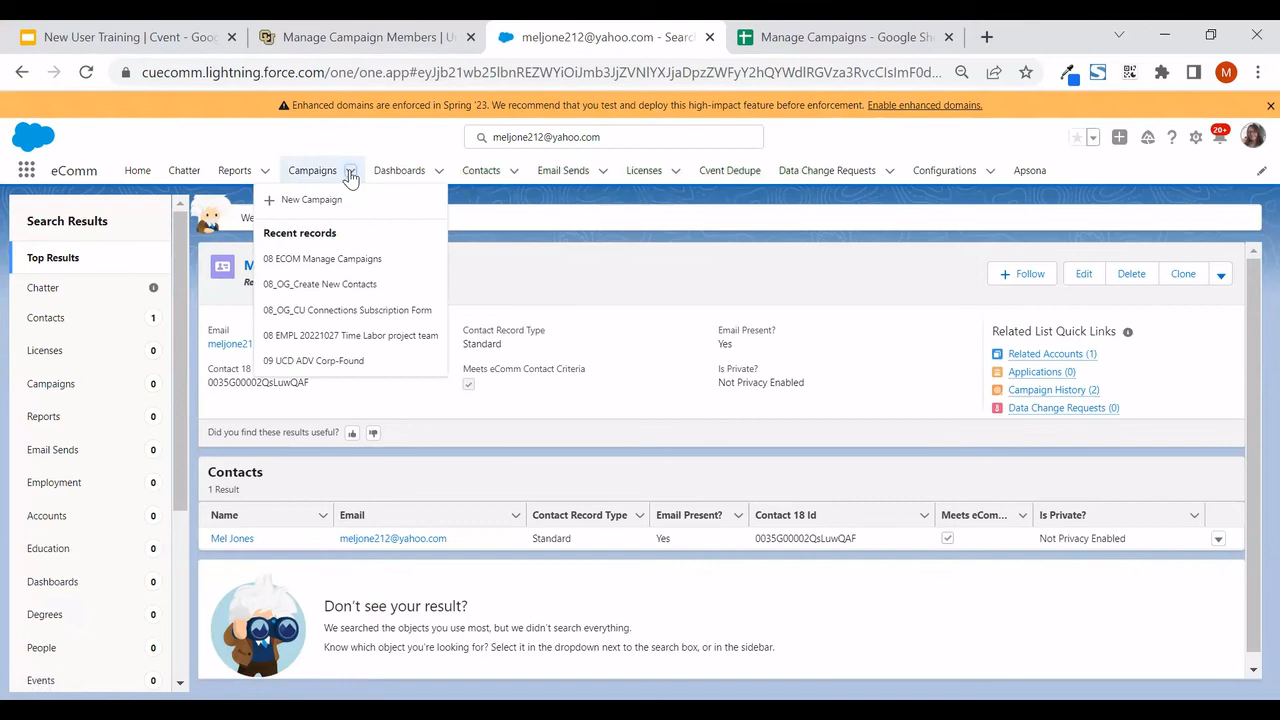 New User Training | Cvent - Goo
Manage Campaign Members | Un
meljone212@yahoo.com - Searc
Manage Campaigns - Google She
Enhanced domains are enforced in Spring '23. We recommend that you test and deploy this high-impact feature before enforcement. Enable enhanced domains.
meljone212@yahoo.com
20+
eComm
Home
Chatter
Reports
Campaigns
Dashboards
Contacts
Email Sends
Licenses
Cvent Dedupe
Data Change Requests
Configurations
Apsona
New Campaign
Recent records
08 ECOM Manage Campaigns
08_OG_Create New Contacts
08_OG_CU Connections Subscription Form
08 EMPL 20221027 Time Labor project team
09 UCD ADV Corp-Found
Search Results
Top Results
Chatter
Contacts 1
Licenses 0
Campaigns 0
Reports 0
Email Sends 0
Employment 0
Accounts 0
Education 0
Dashboards 0
Degrees 0
People 0
Events 0
We
M
Re
Follow
Edit
Delete
Clone
Email
meljone21
Contact 18
0035G00002QsLuwQAF
Contact Record Type
Standard
Meets eComm Contact Criteria
Email Present?
Yes
Is Private?
Not Privacy Enabled
Related List Quick Links
Related Accounts (1)
Applications (0)
Campaign History (2)
Data Change Requests (0)
Did you find these results useful?
Contacts
1 Result
Name
Email
Contact Record Type
Email Present?
Contact 18 Id
Meets eCom...
Is Private?
Mel Jones
meljone212@yahoo.com
Standard
Yes
0035G00002QsLuwQAF
Not Privacy Enabled
Don't see your result?
We searched the objects you use most, but we didn't search everything.
Know which object you're looking for? Select it in the dropdown next to the search box, or in the sidebar.